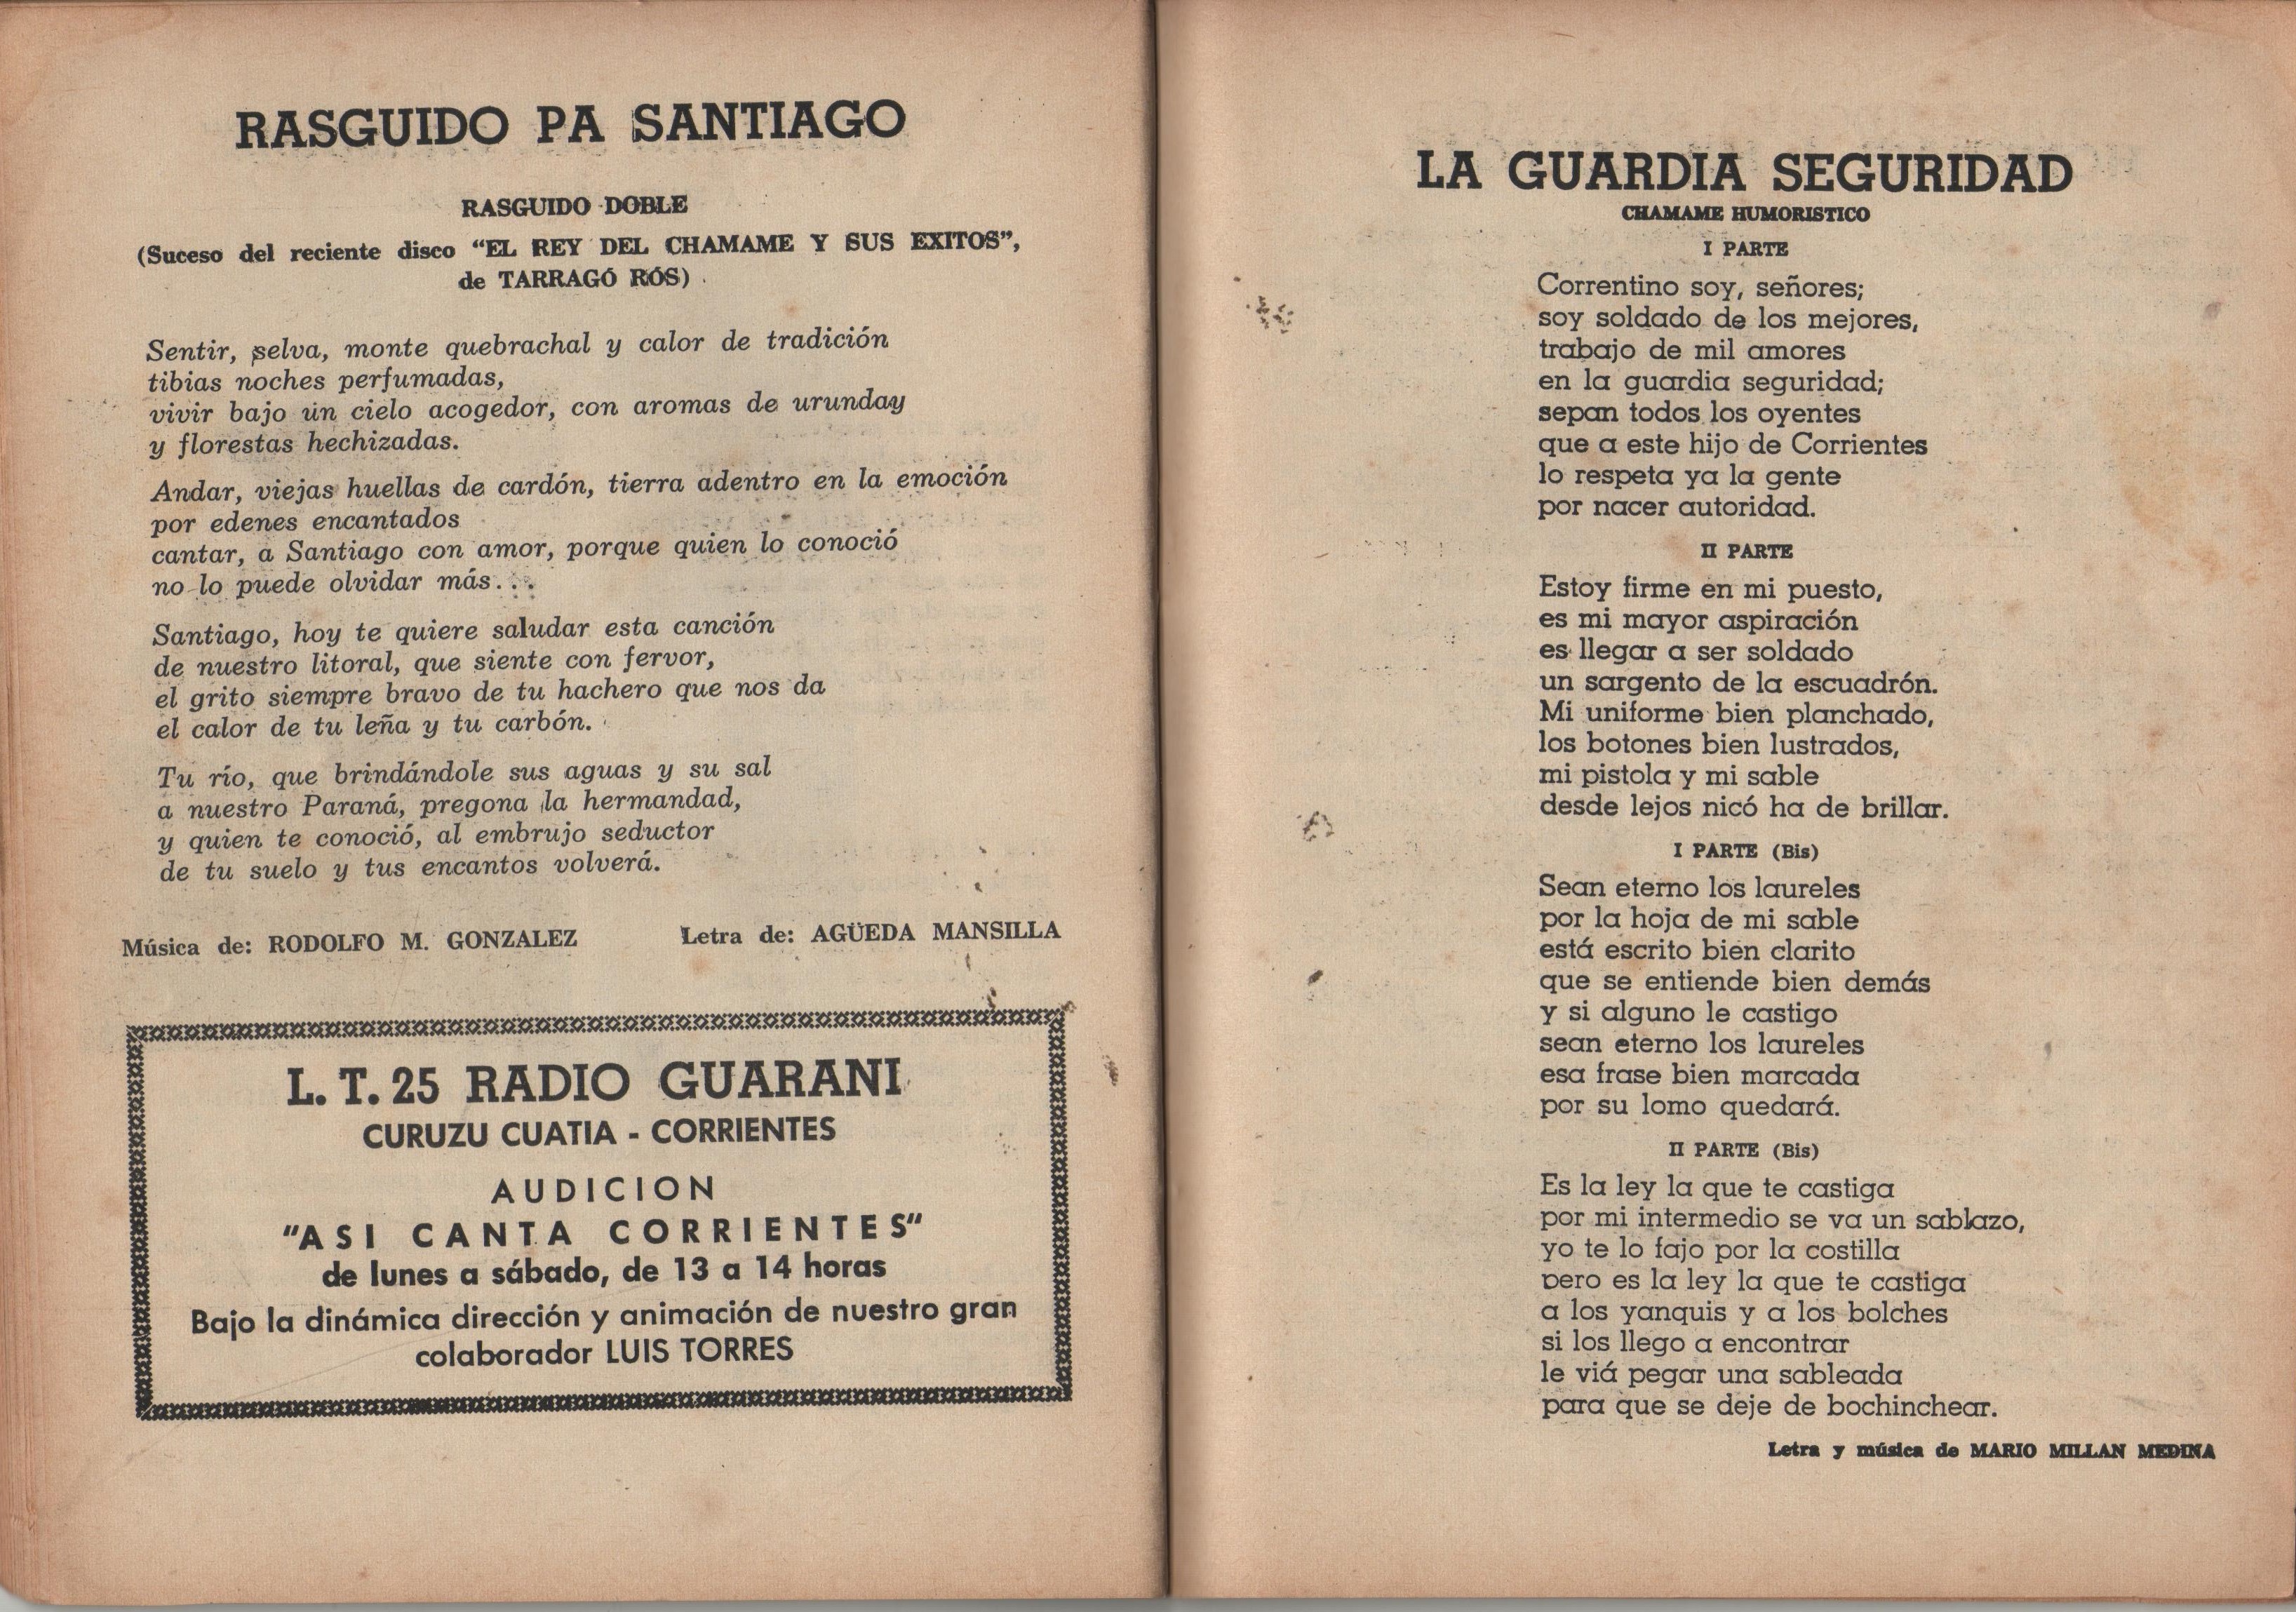 RASGUIDO PA SANTIAGO
RASGUIDO DOBLE
(Suceso del reciente disco “EL REY DEL CHAMAME Y SUS EXITOS”,
de TARRAGÓ RÓS)
Sentir, selva, monte quebrachal y calor de tradición
tibias noches perfumadas,
vivir bajo un cielo acogedor, con aromas de urunday
y florestas hechizadas.
Andar, viejas huellas de cardón, tierra adentro en la emoción
por edenes encantados
cantar, a Santiago con amor, porque quien lo conoció
no lo puede olvidar más...
Santiago, hoy te quiere saludar esta canción
de nuestro litoral, que siente con fervor,
el grito siempre bravo de tu hachero que nos da
el calor de tu leña y tu carbón.
Tu río, que brindándole sus aguas y su sal
a nuestro Paraná, pregona la hermandad,
y quien te conoció, al embrujo seductor
de tu suelo y tus encantos volverá.
Música de: RODOLFO M. GONZALEZ Letra de: AGÜEDA MANSILLA
L. T. 25 RADIO GUARANI
CURUZU CUATIA - CORRIENTES
AUDICION
“ASI CANTA CORRIENTES“
de lunes a sábado, de 13 a 14 horas
Bajo la dinámica dirección y animación de nuestro gran
colaborador LUIS TORRES
LA GUARDIA SEGURIDAD
CHAMAME HUMORISTICO
I PARTE
Correntino soy, señores;
soy soldado de los mejores,
trabajo de mil amores
en la guardia seguridad;
sepan todos los oyentes
que a este hijo de Corrientes
lo respeta ya la gente
por nacer autoridad.
II PARTE
Estoy firme en mi puesto,
es mi mayor aspiración
es llegar a ser soldado
un sargento de la escuadrón.
Mi uniforme bien planchado,
los botones bien lustrados,
mi pistola y mi sable
desde lejos nicó ha de brillar.
I PARTE (Bis)
Sean eterno los laureles
por la hoja de mi sable
está escrito bien clarito
que se entiende bien demás
y si alguno le castigo
sean eterno los laureles
esa frase bien marcada
por su lomo quedará.
II PARTE (Bis)
Es la ley la que te castiga
por mi intermedio se va un sablazo,
yo te lo fajo por la costilla
pero es la ley la que te castiga
a los yanquis y a los bolches
si los llego a encontrar
le viá pegar una sableada
para que se deje de bochinchear.
Letra y música de MARIO MILLAN MEDINA